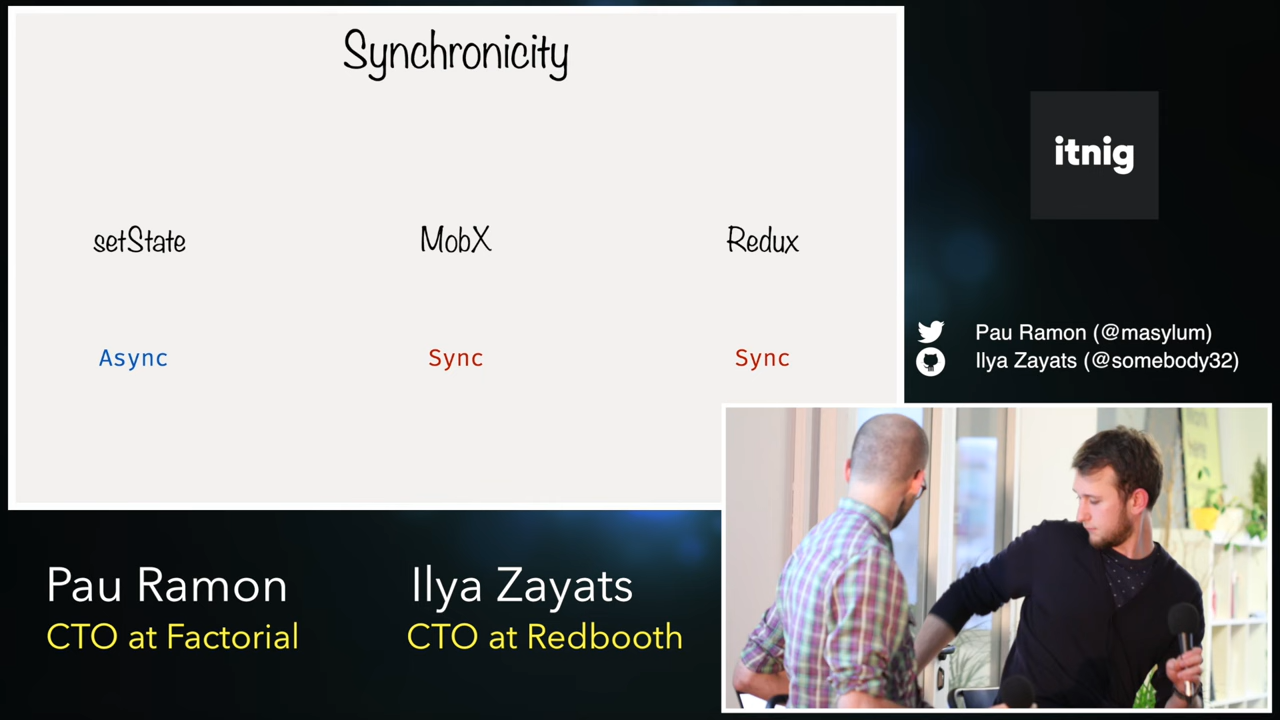 Synchronicity
setState
MobX
Redux
Async
Sync
Sync
itnig
Pau Ramon (@masylum)
Ilya Zayats (@somebody32)
Pau Ramon
CTO at Factorial
Ilya Zayats
CTO at Redbooth